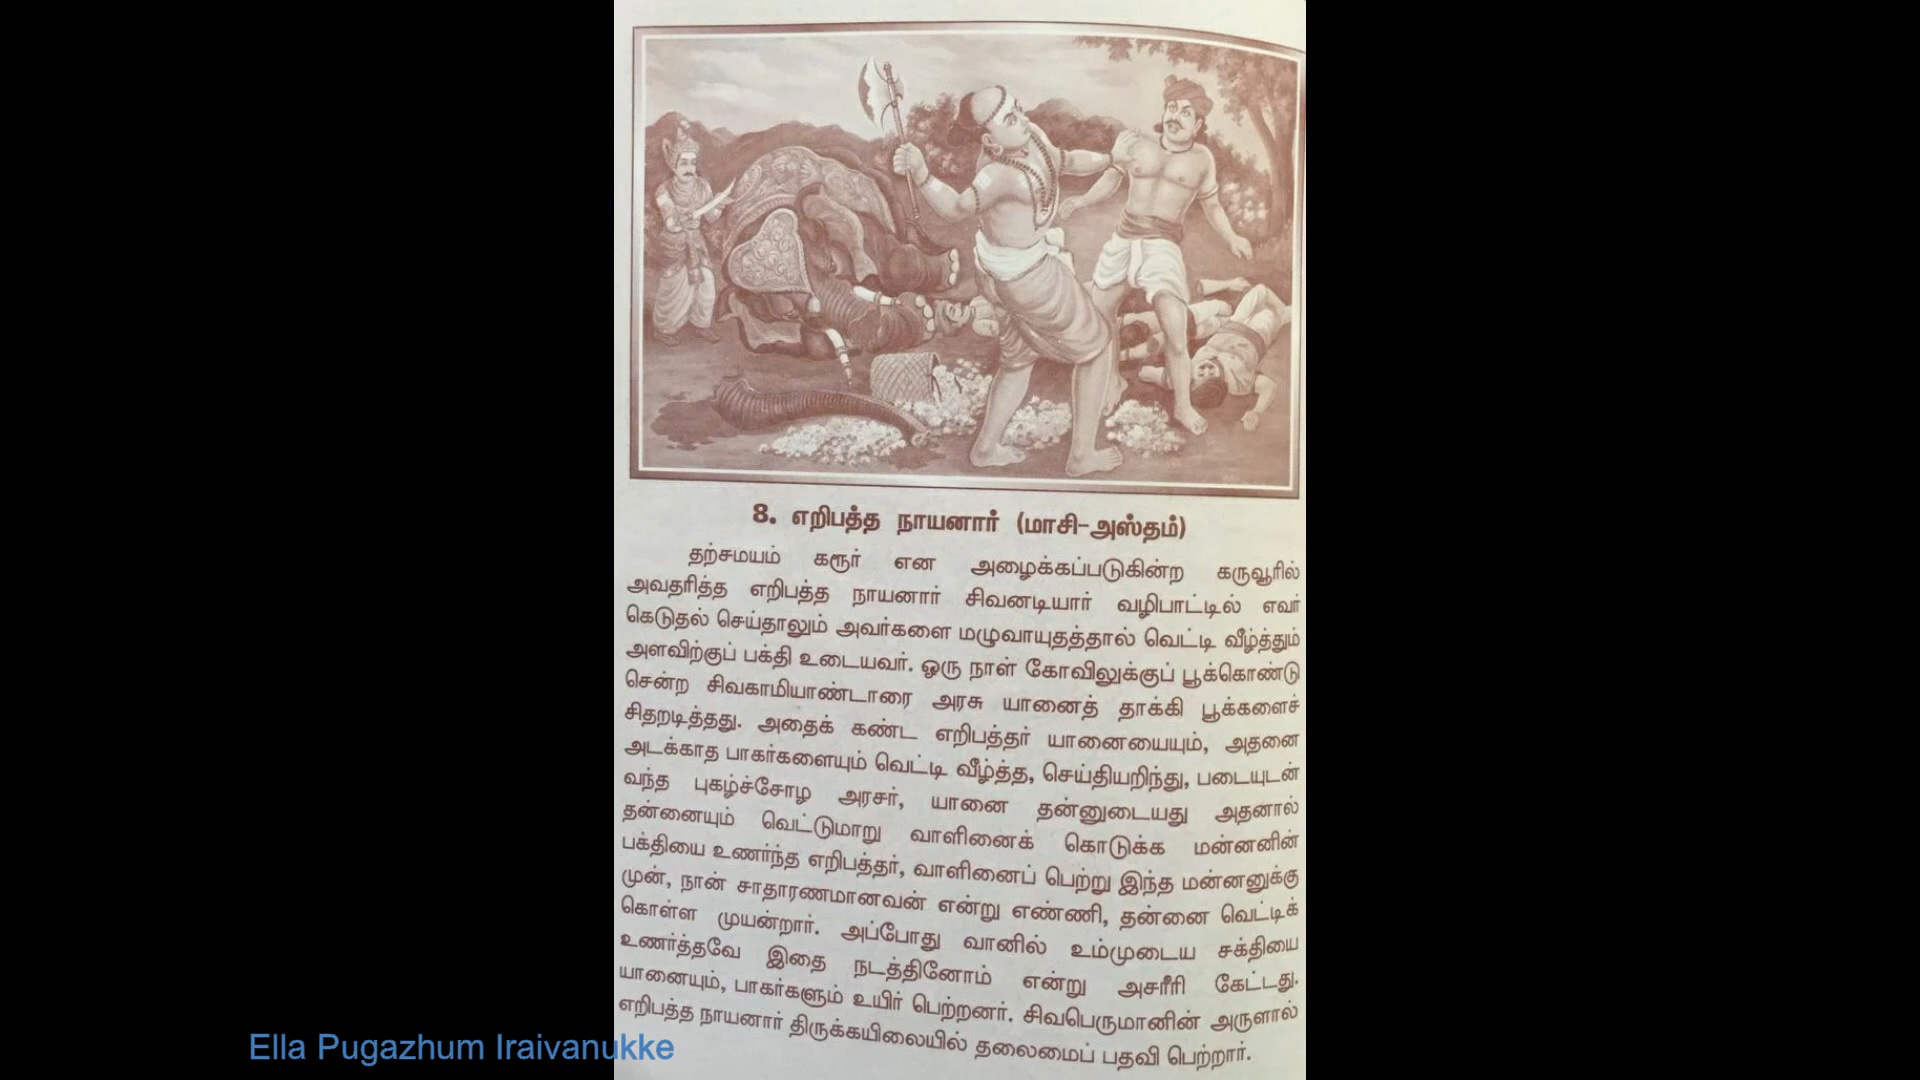 8. எறிபத்த நாயனார் (மாசி-அஸ்தம்)
தற்சமயம் கரூர் என அழைக்கப்படுகின்ற கருவூரில்
அவதரித்த எறிபத்த நாயனார் சிவனடியார் வழிபாட்டில் எவர்
கெடுதல் செய்தாலும் அவர்களை மழுவாயுதத்தால் வெட்டி வீழ்த்தும்
அளவிற்குப் பக்தி உடையவர். ஒரு நாள் கோவிலுக்குப் பூக்கொண்டு
சென்ற சிவகாமியாண்டாரை அரசு யானைத் தாக்கி பூக்களைச்
சிதறடித்தது. அதைக் கண்ட எறிபத்தர் யானையையும், அதனை
அடக்காத பாகர்களையும் வெட்டி வீழ்த்த, செய்தியறிந்து, படையுடன்
வந்த புகழ்ச்சோழ அரசர், யானை தன்னுடையது அதனால்
தன்னையும் வெட்டுமாறு வாளினைக் கொடுக்க மன்னனின்
பக்தியை உணர்ந்த எறிபத்தர், வாளினைப் பெற்று இந்த மன்னனுக்கு
முன், நான் சாதாரணமானவன் என்று எண்ணி, தன்னை வெட்டிக்
கொள்ள முயன்றார். அப்போது வானில் உம்முடைய சக்தியை
உணர்த்தவே இதை நடத்தினோம் என்று அசரீரி கேட்டது.
யானையும், பாகர்களும் உயிர் பெற்றனர். சிவபெருமானின் அருளால்
எறிபத்த நாயனார் திருக்கயிலையில் தலைமைப் பதவி பெற்றார்.
Ella Pugazhum Iraivanukke